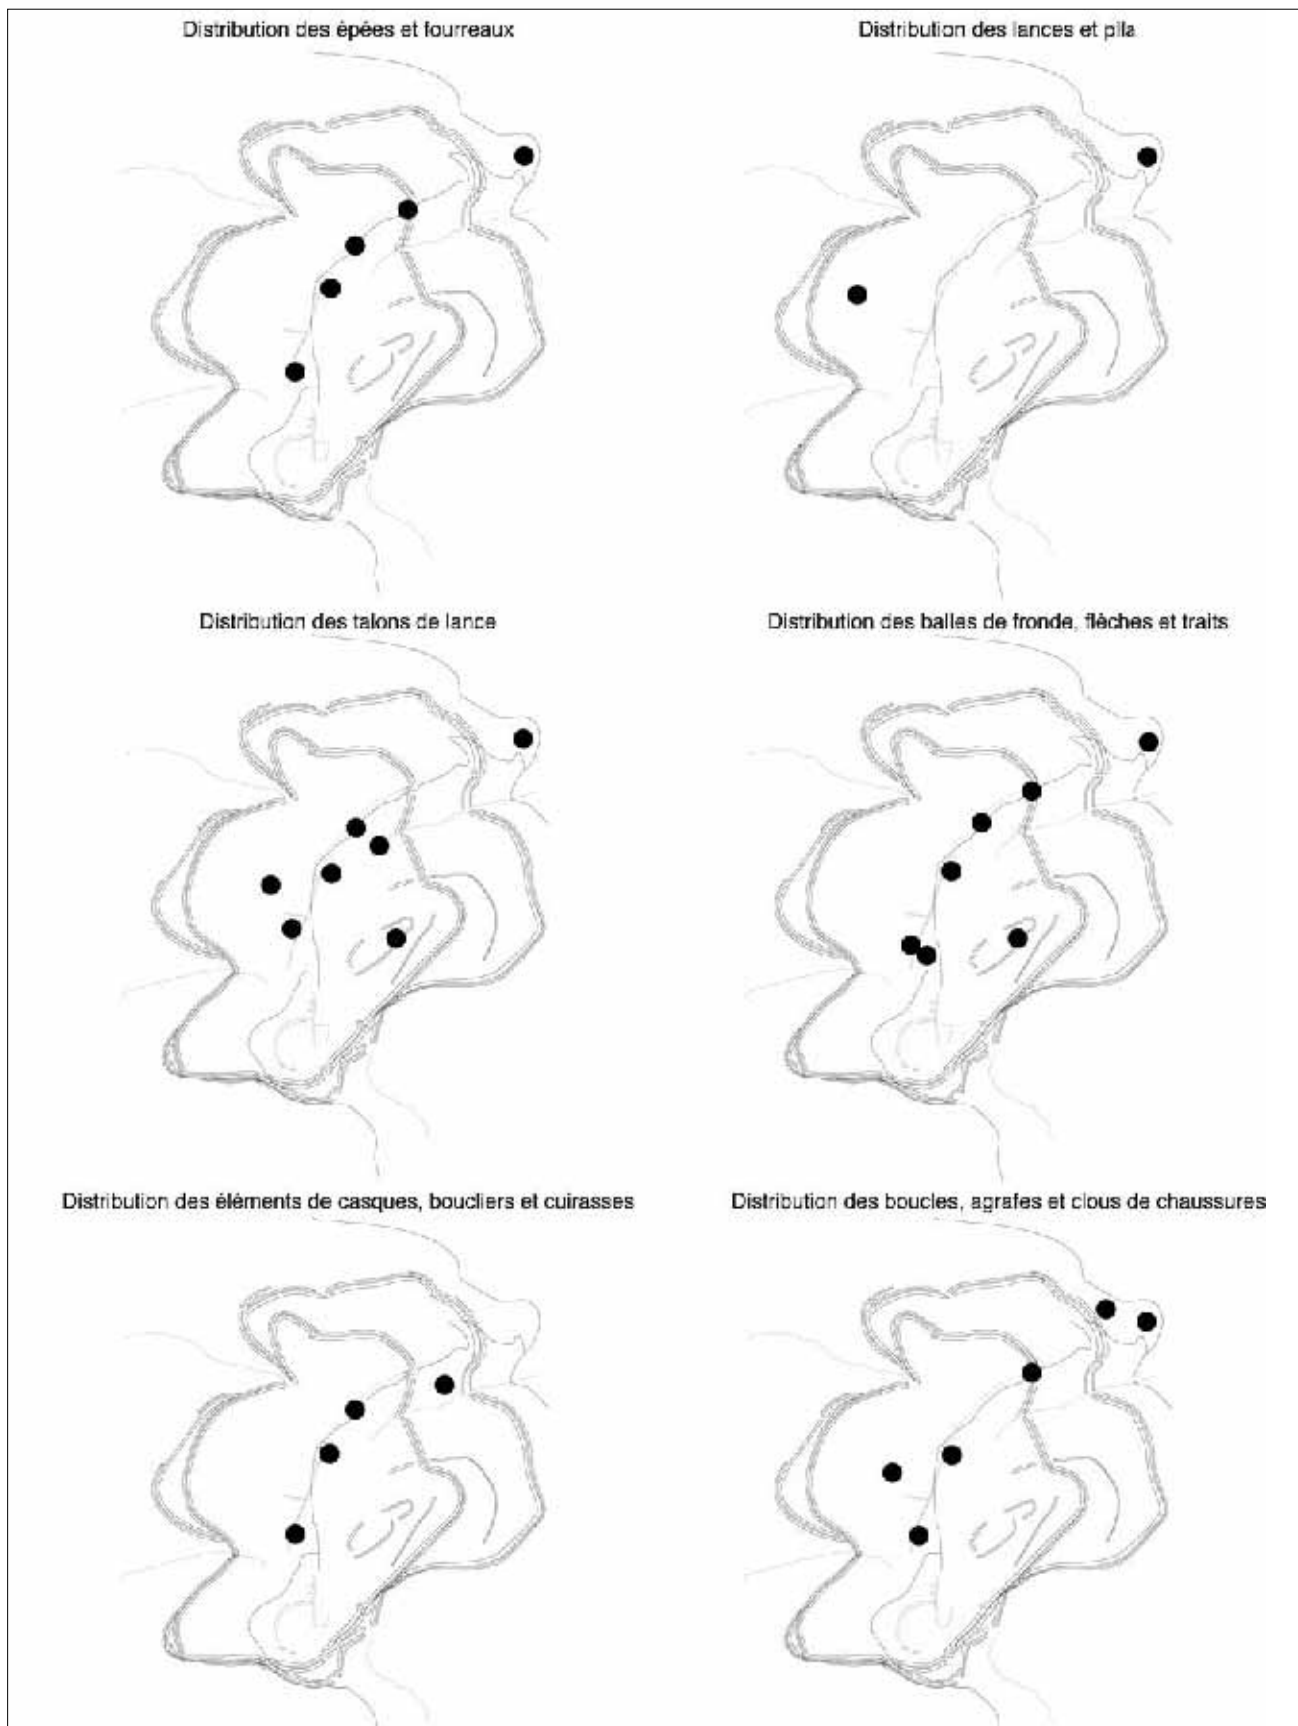 Distribution des épées et fourreaux
Distribution des lances et pila
Distribution des talons de lance
Distribution des balles de fronde, flèches et traits
Distribution des éléments de casques, boucliers et cuirasses
Distribution des boucles, agrafes et clous de chaussures